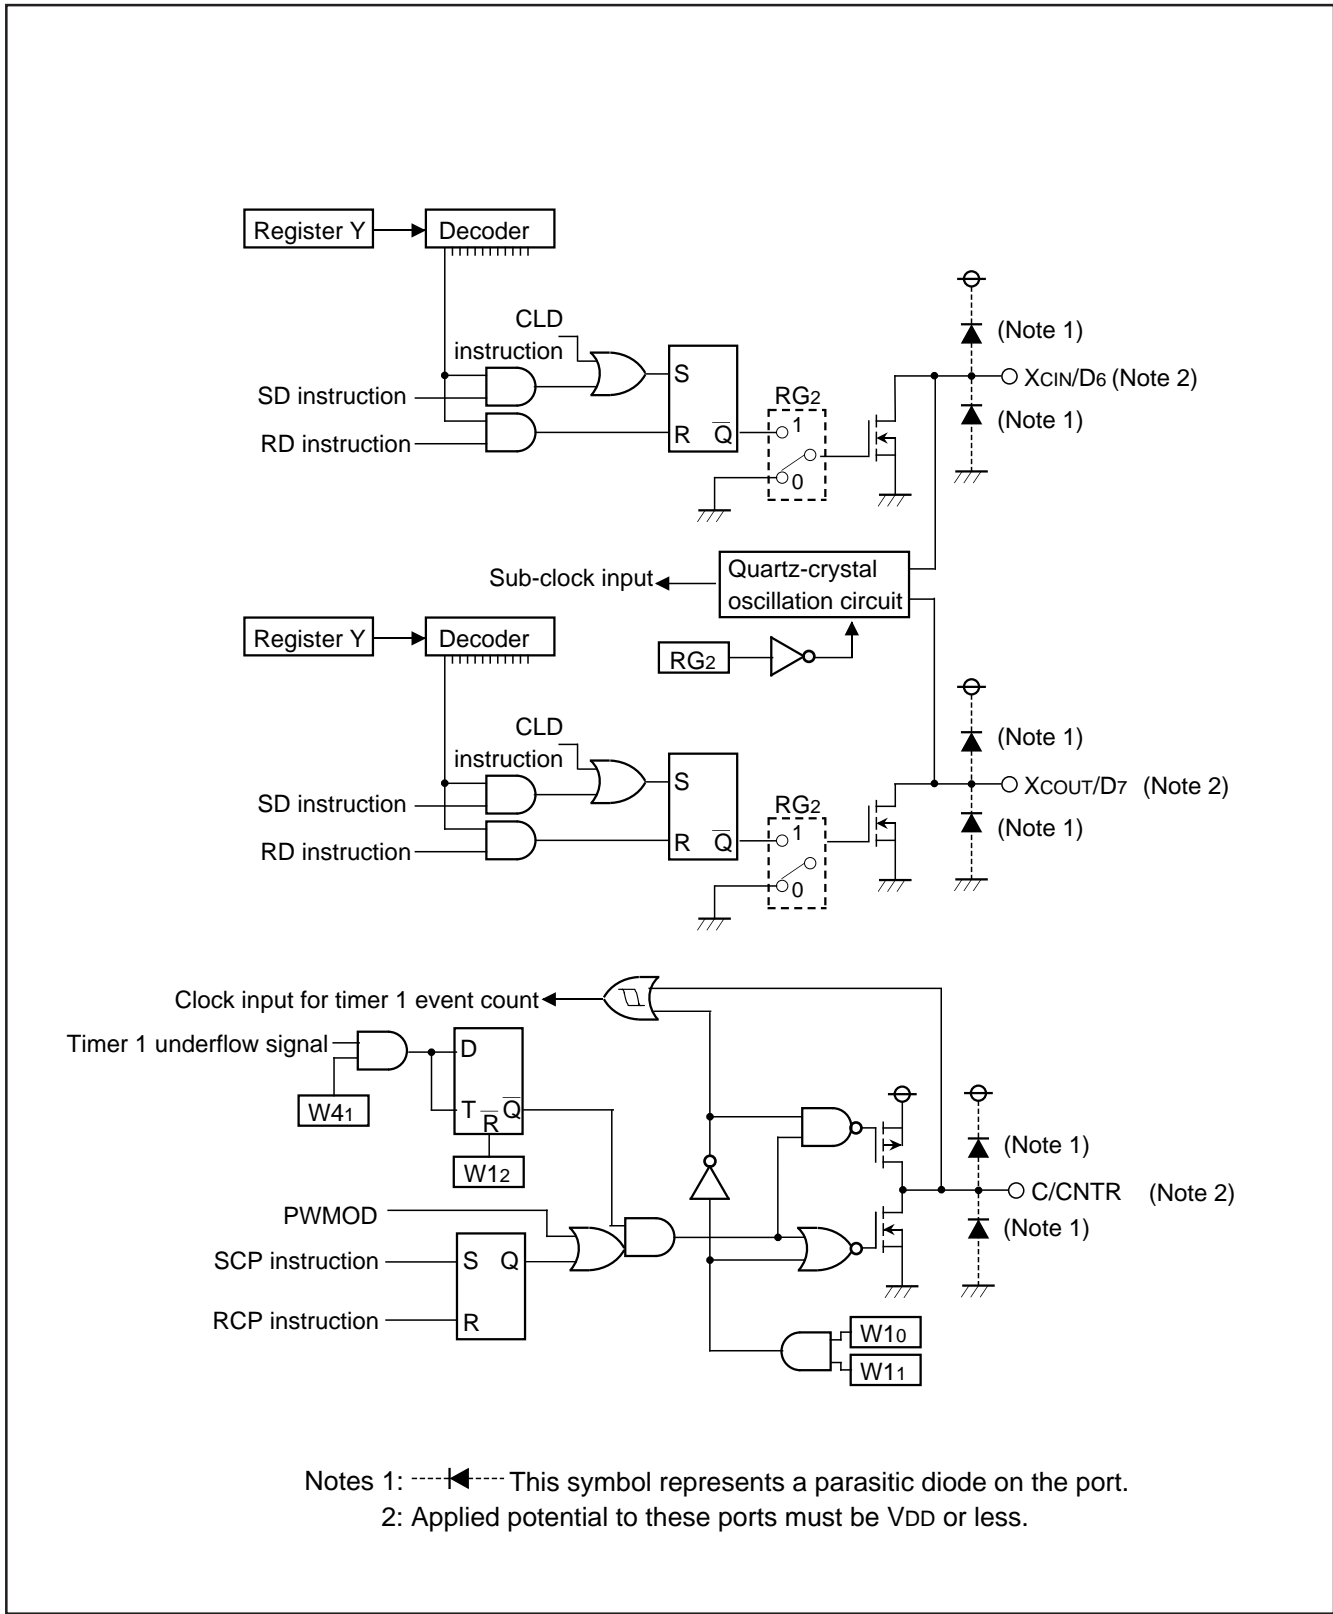 Register Y
Decoder
CLD
instruction
SD instruction
RD instruction
S
R Q
RG2
1
0
(Note 1)
XCIN/D6 (Note 2)
(Note 1)
Sub-clock input
Quartz-crystal
oscillation circuit
RG2
Register Y
Decoder
CLD
instruction
SD instruction
RD instruction
S
R Q
RG2
1
0
(Note 1)
XCOUT/D7 (Note 2)
(Note 1)
Clock input for timer 1 event count
Timer 1 underflow signal
W41
D
T R Q
W12
PWMOD
SCP instruction
RCP instruction
S Q
R
(Note 1)
C/CNTR (Note 2)
(Note 1)
W10
W11
Notes 1: This symbol represents a parasitic diode on the port.
2: Applied potential to these ports must be VDD or less.